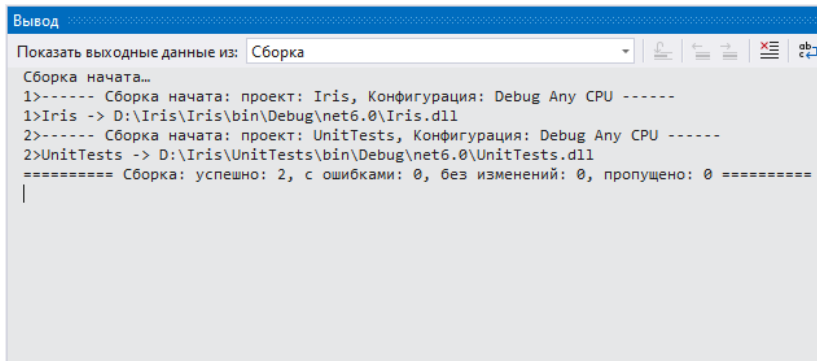 Вывод
Показать выходные данные из: Сборка
Сборка начата…
1>------ Сборка начата: проект: Iris, Конфигурация: Debug Any CPU ------
1>Iris -> D:\Iris\Iris\bin\Debug\net6.0\Iris.dll
2>------ Сборка начата: проект: UnitTests, Конфигурация: Debug Any CPU ------
2>UnitTests -> D:\Iris\UnitTests\bin\Debug\net6.0\UnitTests.dll
========== Сборка: успешно: 2, с ошибками: 0, без изменений: 0, пропущено: 0 ==========